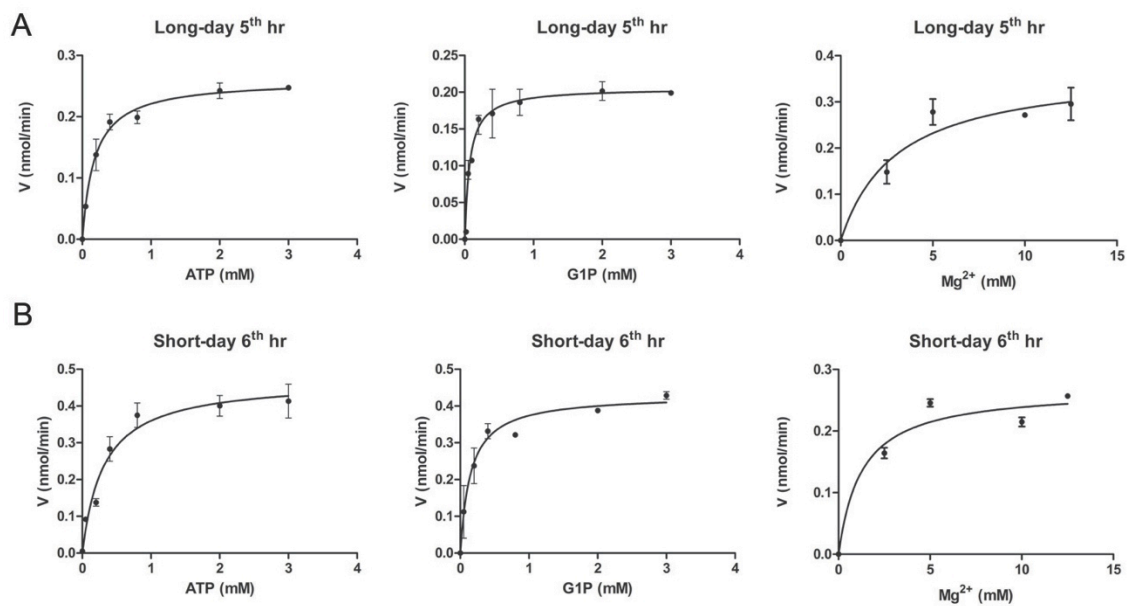 A
Long-day 5th hr
V (nmol/min)
0.3
0.2
0.1
0.0
0 1 2 3 4
ATP (mM)
Long-day 5th hr
V (nmol/min)
0.25
0.20
0.15
0.10
0.05
0.00
0 1 2 3 4
G1P (mM)
Long-day 5th hr
V (nmol/min)
0.4
0.3
0.2
0.1
0.0
0 5 10 15
Mg2+ (mM)
B
Short-day 6th hr
V (nmol/min)
0.5
0.4
0.3
0.2
0.1
0.0
0 1 2 3 4
ATP (mM)
Short-day 6th hr
V (nmol/min)
0.5
0.4
0.3
0.2
0.1
0.0
0 1 2 3 4
G1P (mM)
Short-day 6th hr
V (nmol/min)
0.3
0.2
0.1
0.0
0 5 10 15
Mg2+ (mM)